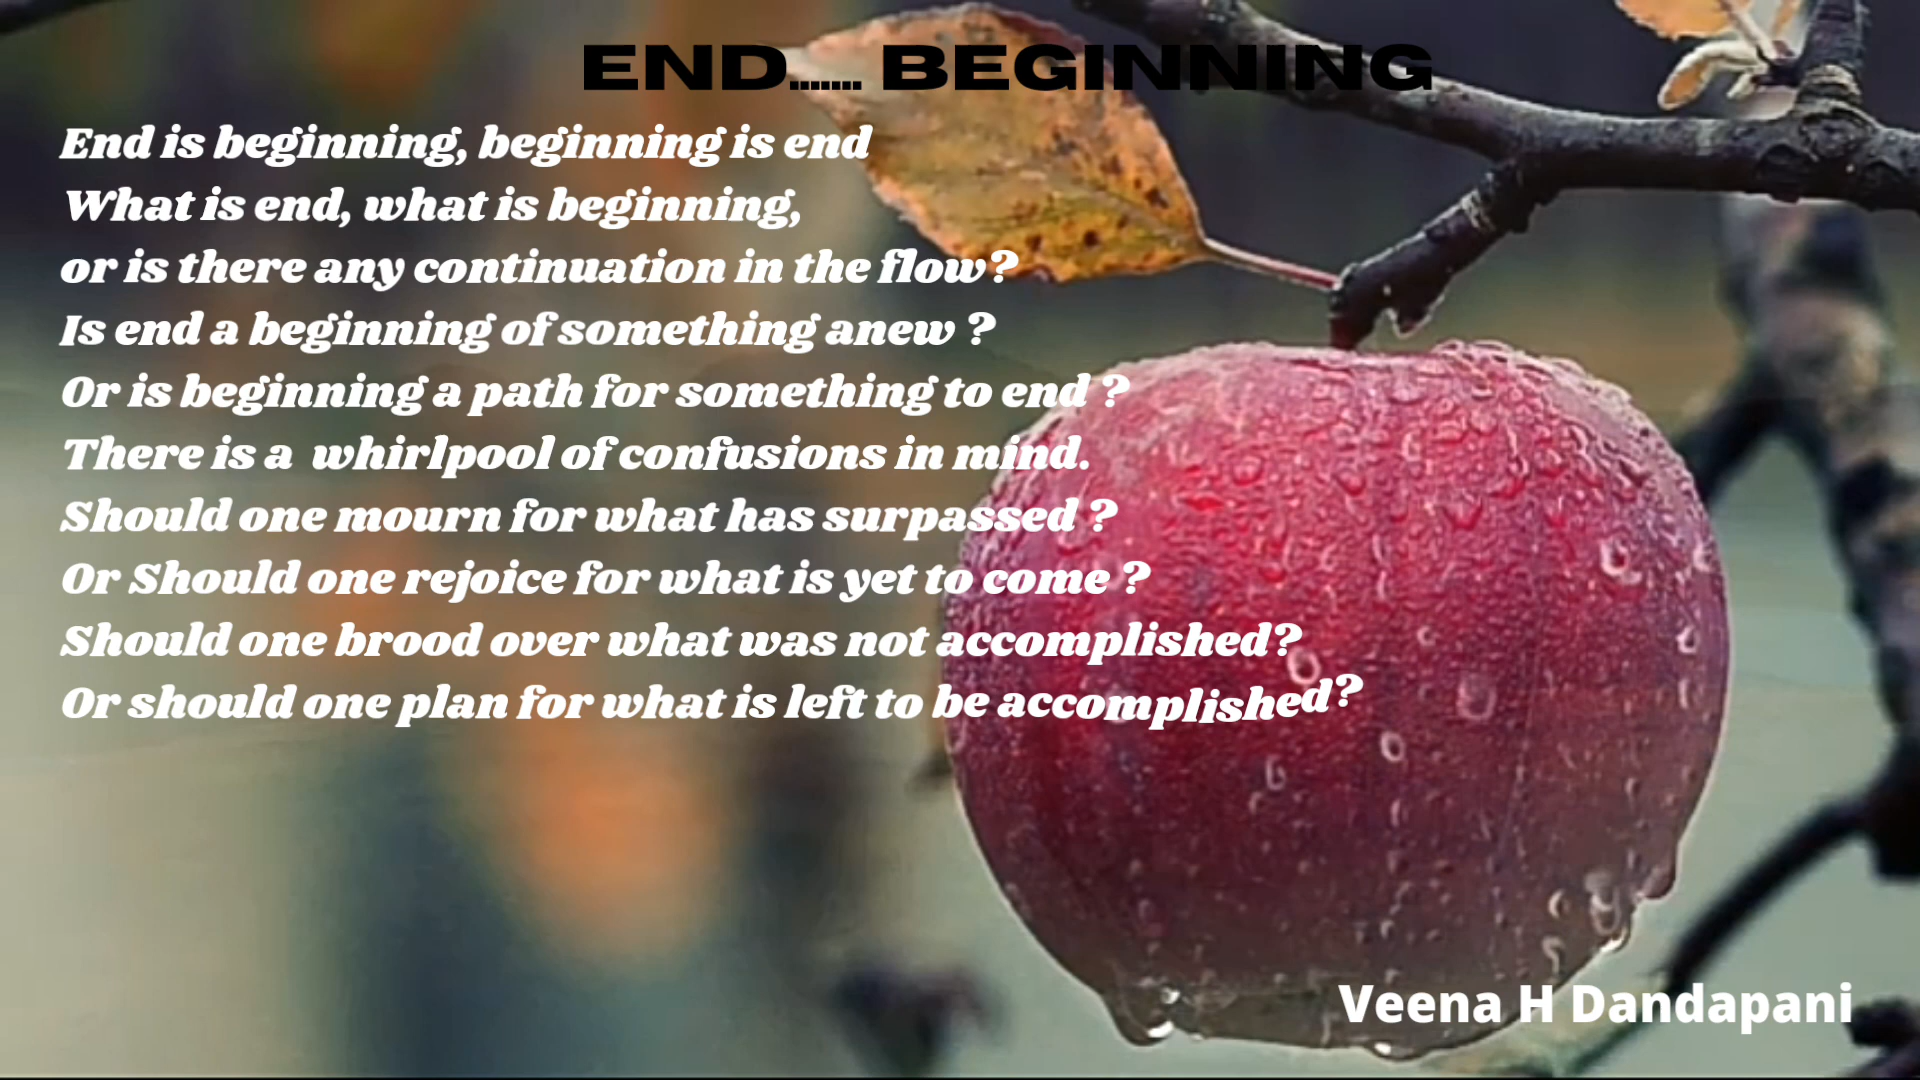 END....... BEGINNING
End is beginning, beginning is end
What is end, what is beginning,
or is there any continuation in the flow?
Is end a beginning of something anew ?
Or is beginning a path for something to end ?
There is a whirlpool of confusions in mind.
Should one mourn for what has surpassed ?
Or Should one rejoice for what is yet to come ?
Should one brood over what was not accomplished?
Or should one plan for what is left to be accomplished?
Veena H Dandapani